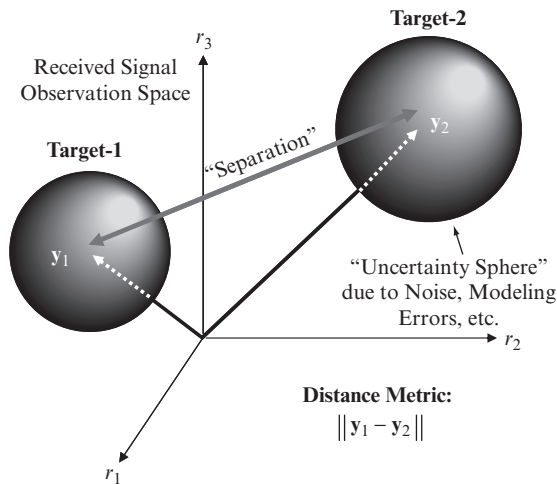 Target-2
r3
Received Signal
Observation Space
Target-1
"Separation"
y2
y1
"Uncertainty Sphere"
due to Noise, Modeling
Errors, etc.
r2
Distance Metric:
||y1 − y2||
r1